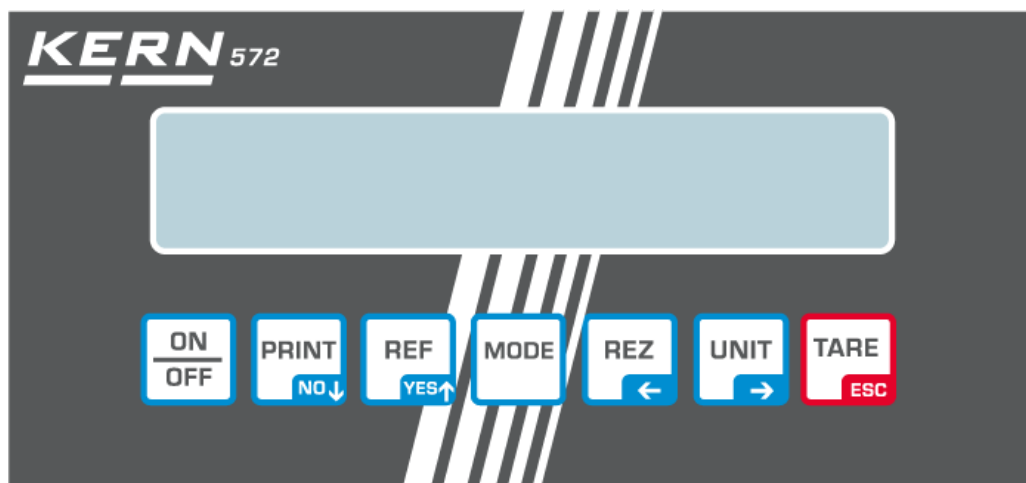 KERN 572
ON
OFF
PRINT
NO↓
REF
YES↑
MODE
REZ
←
UNIT
→
TARE
ESC